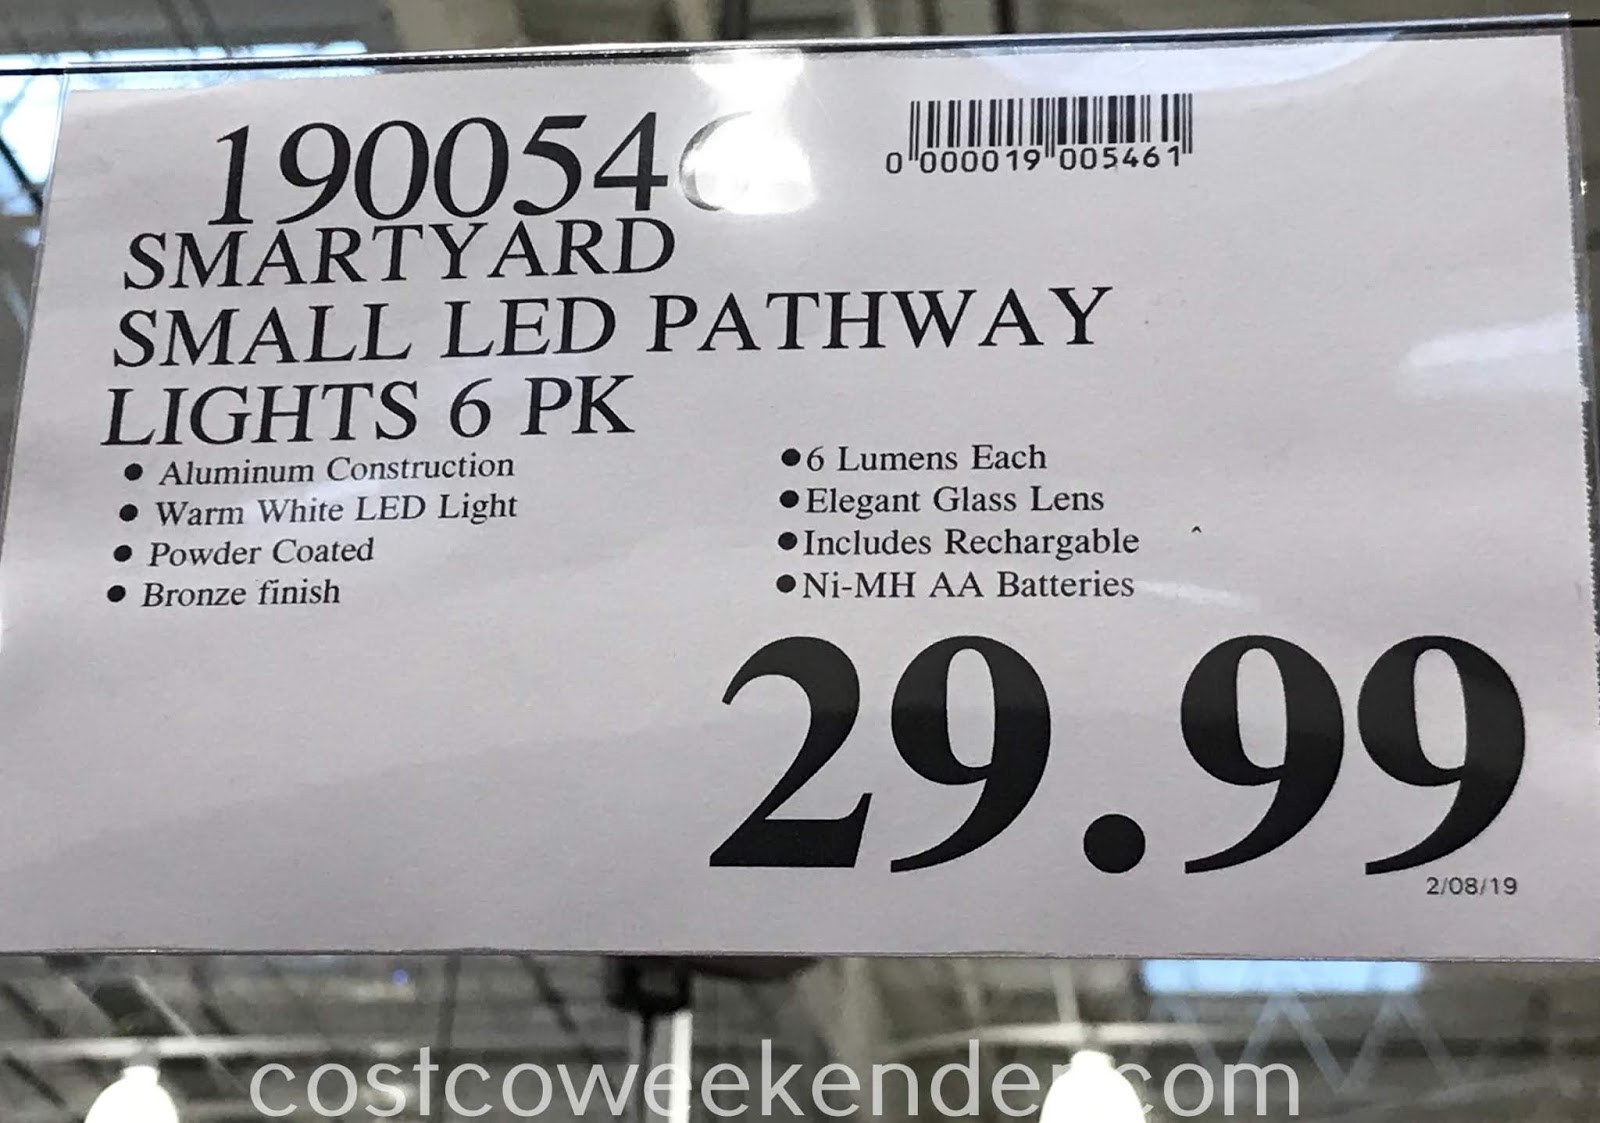 1900546
0 000019 005461
SMARTYARD
SMALL LED PATHWAY
LIGHTS 6 PK
● Aluminum Construction
● Warm White LED Light
● Powder Coated
● Bronze finish
●6 Lumens Each
●Elegant Glass Lens
●Includes Rechargable
●Ni-MH AA Batteries
29.99
2/08/19
costcoweekender.com